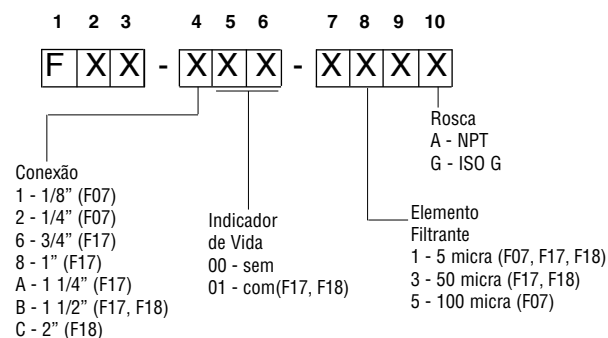 1 2 3 4 5 6 7 8 9 10
F X X - X X X - X X X X
Rosca
A - NPT
G - ISO G
Conexão
1 - 1/8” (F07)
2 - 1/4” (F07)
6 - 3/4” (F17)
8 - 1” (F17)
A - 1 1/4” (F17)
B - 1 1/2” (F17, F18)
C - 2” (F18)
Indicador
de Vida
00 - sem
01 - com(F17, F18)
Elemento
Filtrante
1 - 5 micra (F07, F17, F18)
3 - 50 micra (F17, F18)
5 - 100 micra (F07)